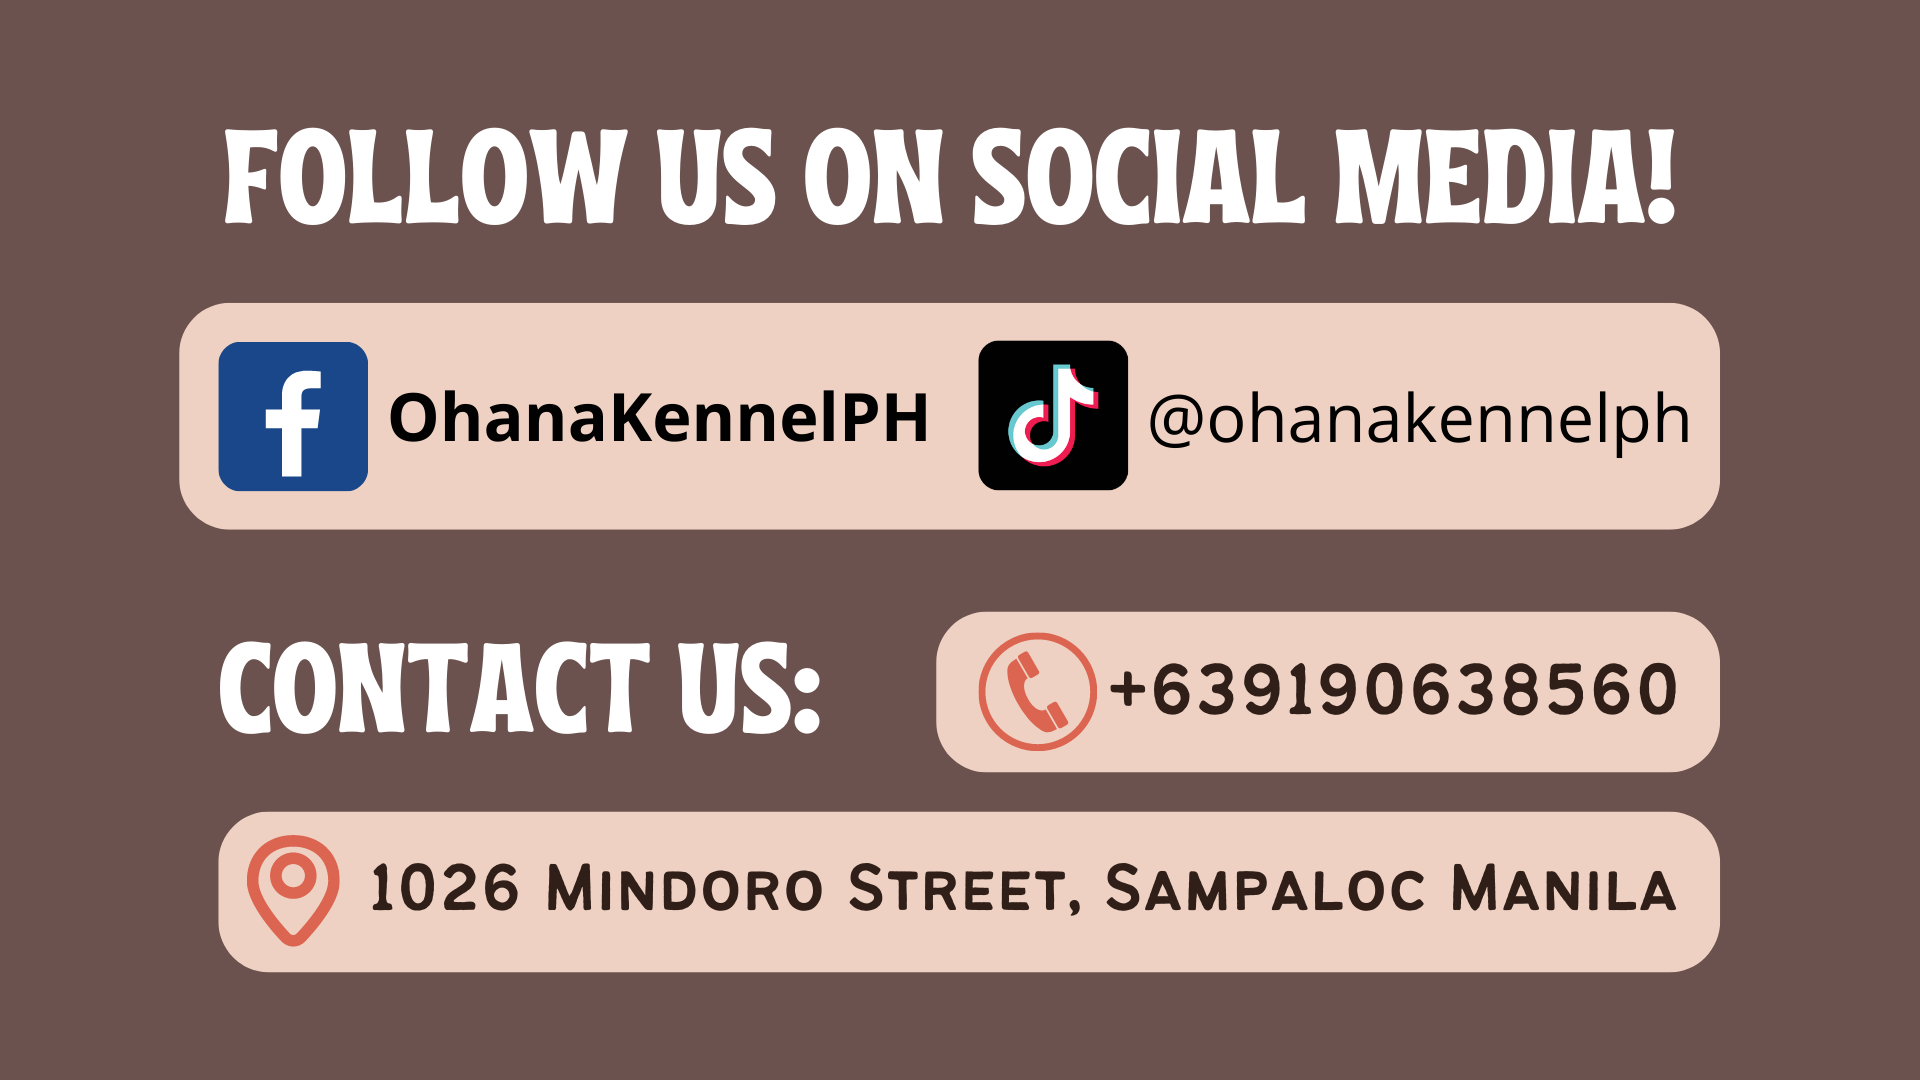 FOLLOW US ON SOCIAL MEDIA!
OhanaKennelPH
@ohanakennelph
CONTACT US:
+639190638560
1026 Mindoro Street, Sampaloc Manila